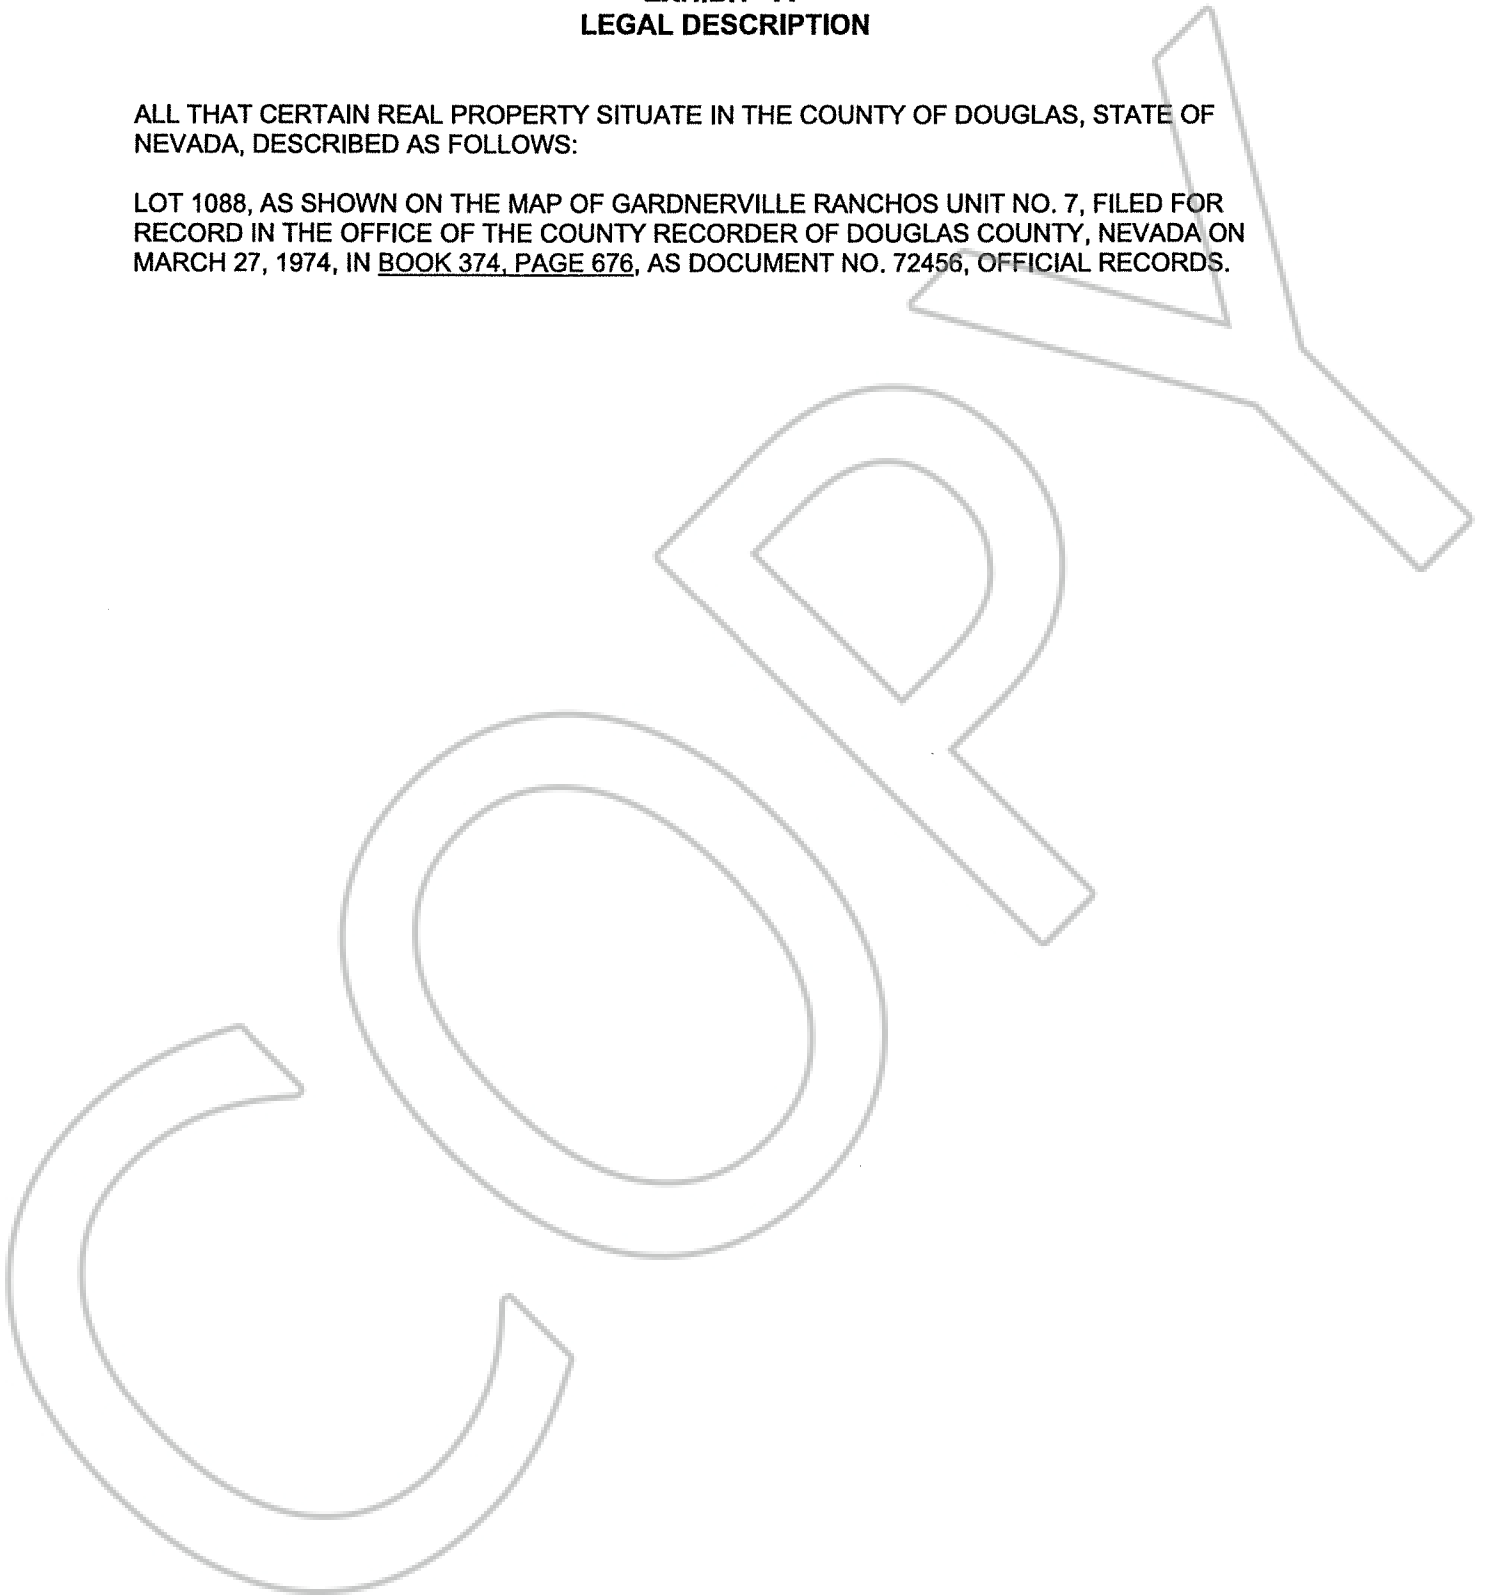 LEGAL DESCRIPTION
ALL THAT CERTAIN REAL PROPERTY SITUATE IN THE COUNTY OF DOUGLAS, STATE OF
NEVADA, DESCRIBED AS FOLLOWS:
LOT 1088, AS SHOWN ON THE MAP OF GARDNERVILLE RANCHOS UNIT NO. 7, FILED FOR
RECORD IN THE OFFICE OF THE COUNTY RECORDER OF DOUGLAS COUNTY, NEVADA ON
MARCH 27, 1974, IN BOOK 374, PAGE 676, AS DOCUMENT NO. 72456, OFFICIAL RECORDS.
COPY